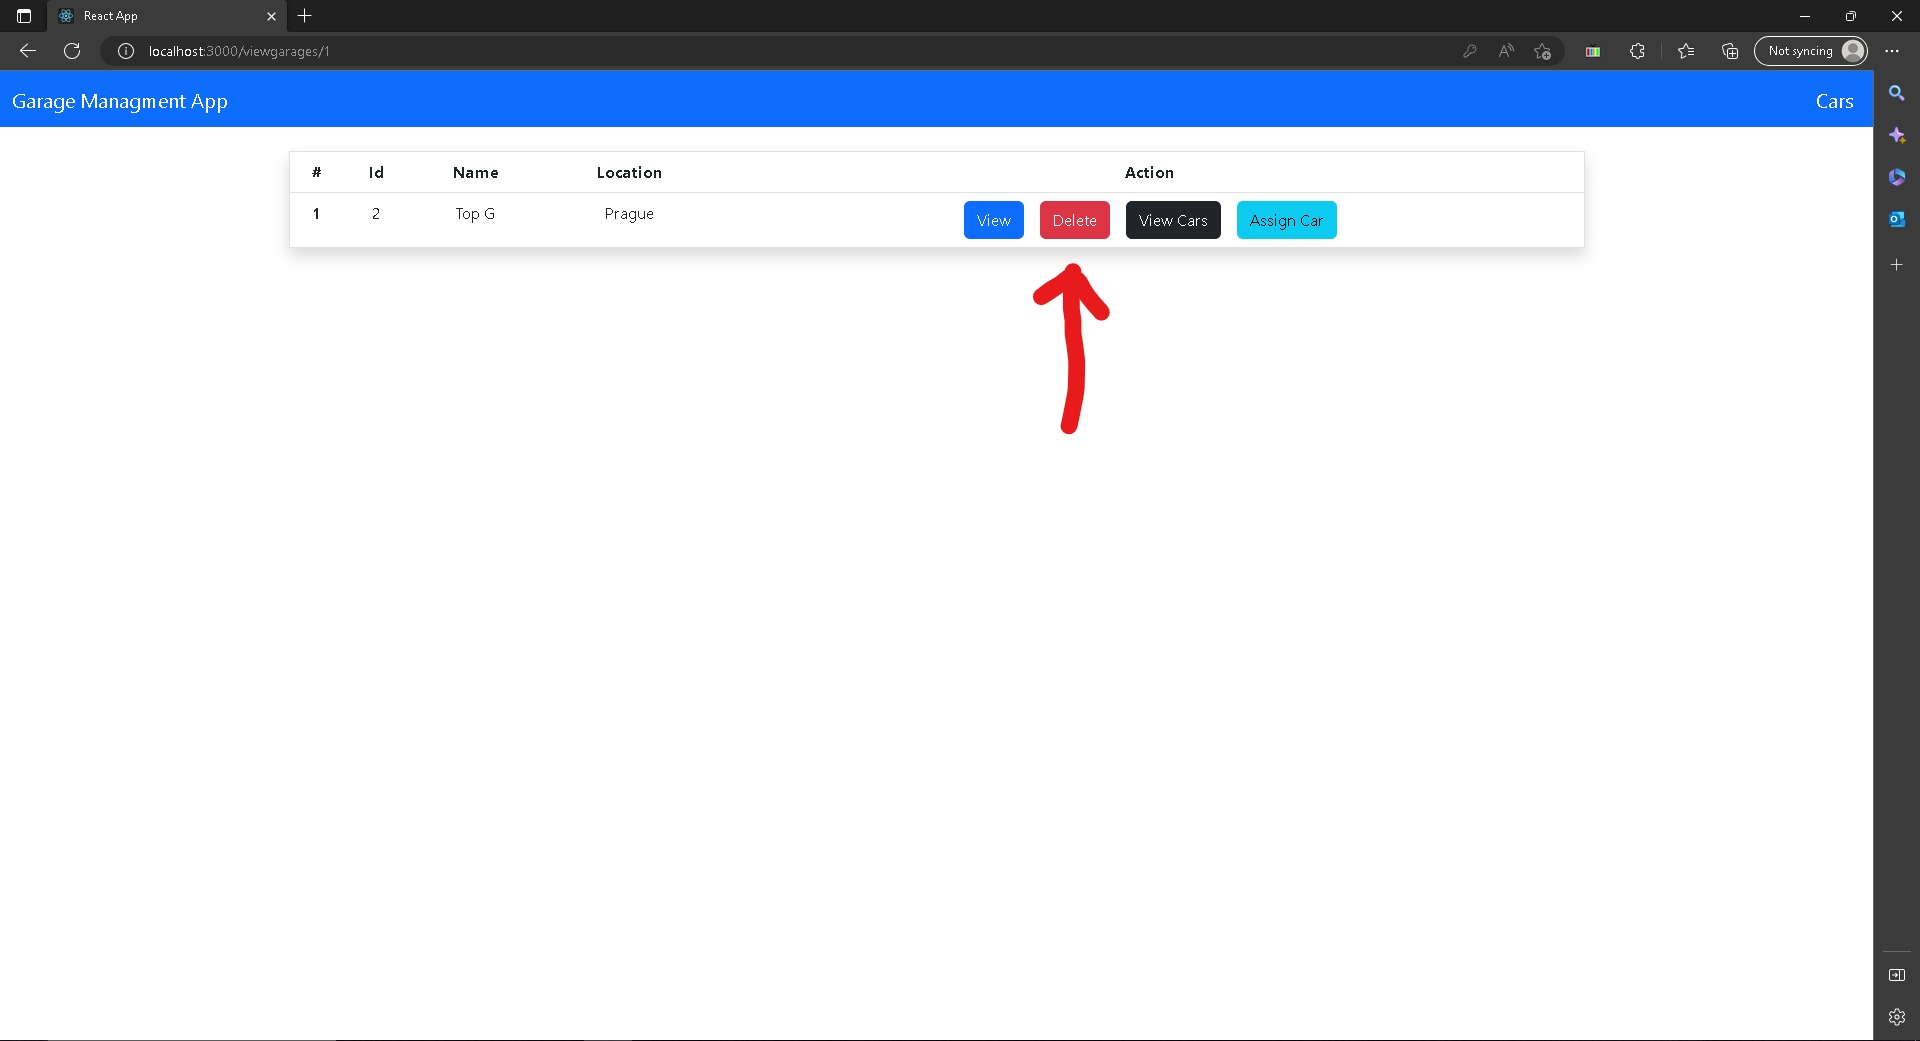 React App
localhost:3000/viewgarages/1
Not syncing
Garage Managment App
Cars
# Id Name Location Action
1 2 Top G Prague View Delete View Cars Assign Car